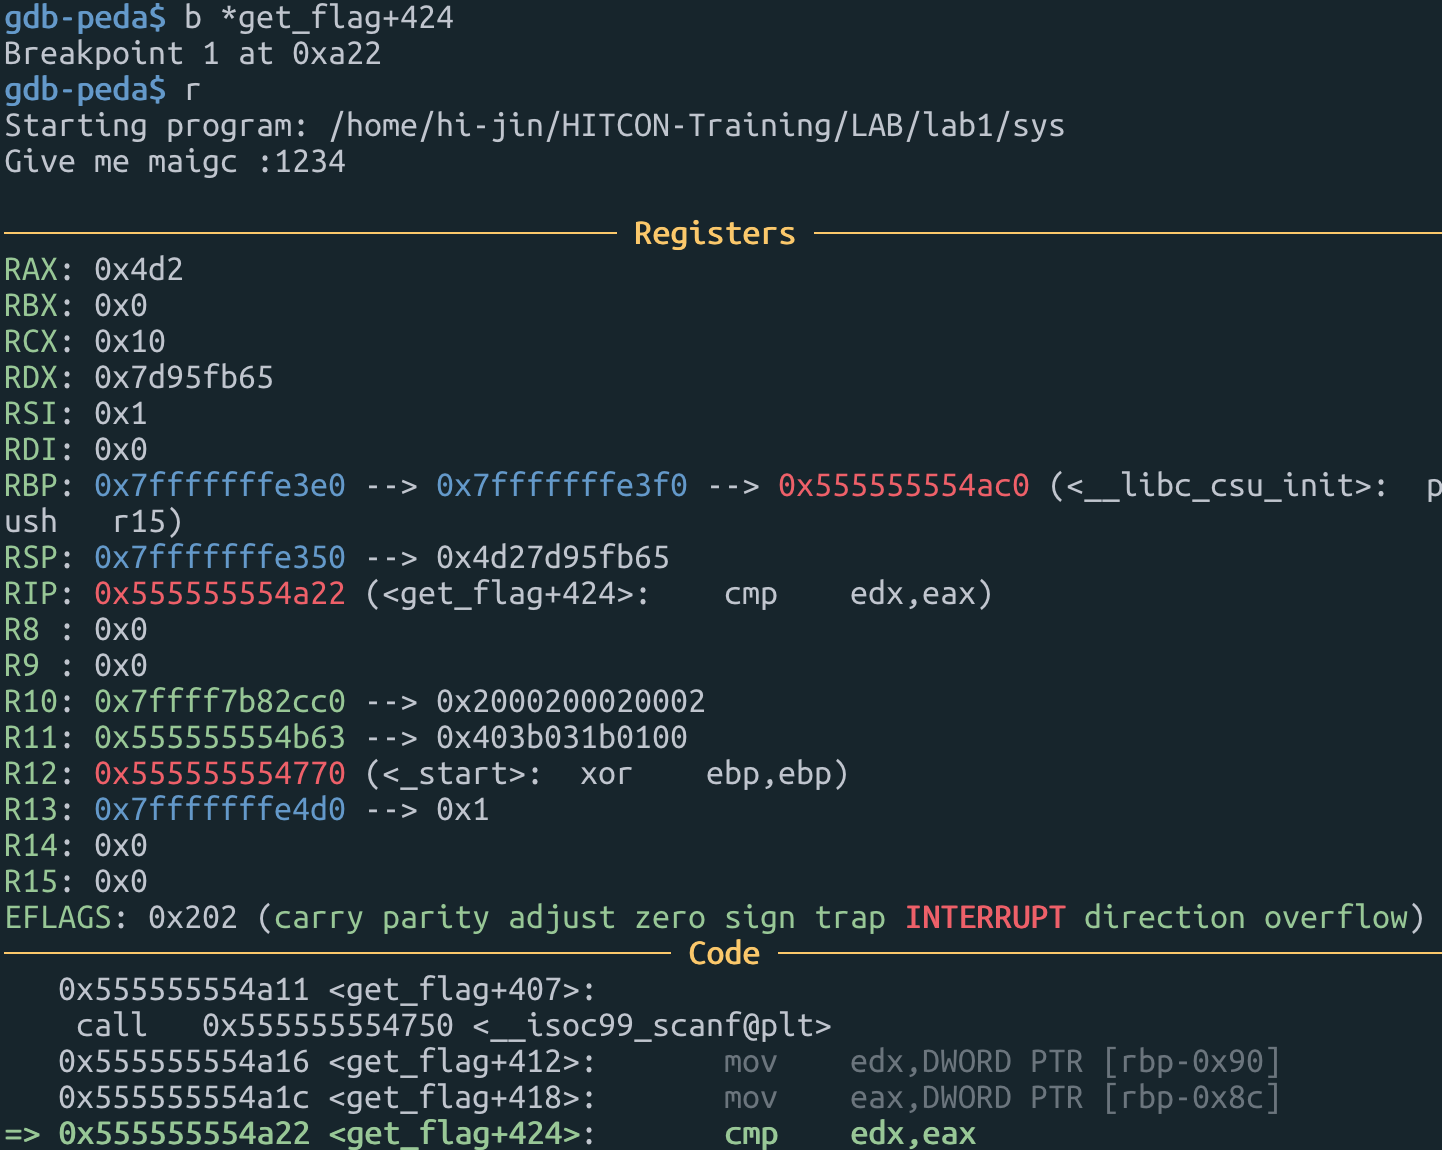 gdb-peda$ b *get_flag+424
Breakpoint 1 at 0xa22
gdb-peda$ r
Starting program: /home/hi-jin/HITCON-Training/LAB/lab1/sys
Give me maigc :1234
Registers
RAX: 0x4d2
RBX: 0x0
RCX: 0x10
RDX: 0x7d95fb65
RSI: 0x1
RDI: 0x0
RBP: 0x7fffffffe3e0 --> 0x7fffffffe3f0 --> 0x555555554ac0 (<__libc_csu_init>:  p
ush   r15)
RSP: 0x7fffffffe350 --> 0x4d27d95fb65
RIP: 0x555555554a22 (<get_flag+424>:    cmp    edx,eax)
R8 : 0x0
R9 : 0x0
R10: 0x7ffff7b82cc0 --> 0x2000200020002
R11: 0x555555554b63 --> 0x403b031b0100
R12: 0x555555554770 (<_start>:  xor    ebp,ebp)
R13: 0x7fffffffe4d0 --> 0x1
R14: 0x0
R15: 0x0
EFLAGS: 0x202 (carry parity adjust zero sign trap INTERRUPT direction overflow)
Code
   0x555555554a11 <get_flag+407>:
    call   0x555555554750 <__isoc99_scanf@plt>
   0x555555554a16 <get_flag+412>:       mov    edx,DWORD PTR [rbp-0x90]
   0x555555554a1c <get_flag+418>:       mov    eax,DWORD PTR [rbp-0x8c]
=> 0x555555554a22 <get_flag+424>:       cmp    edx,eax